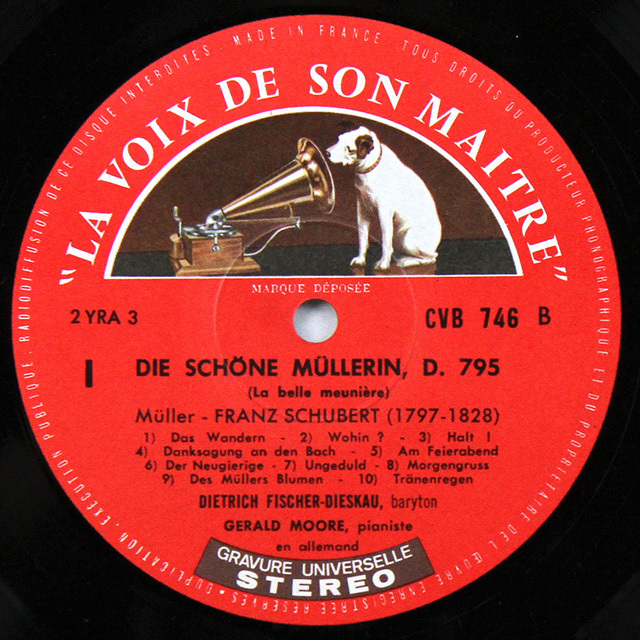 MADE IN FRANCE
TOUS DROITS DU PRODUCTEUR PHONOGRAPHIQUE ET DU PROPRIÉTAIRE DE L'ŒUVRE ENREGISTRÉE RÉSERVÉS - DUPLICATION - EXÉCUTION PUBLIQUE, RADIODIFFUSION DE CE DISQUE INTERDITES
"LA VOIX DE SON MAITRE"
MARQUE DÉPOSÉE
2 YRA 3
CVB 746 B
I
DIE SCHÖNE MÜLLERIN, D. 795
(La belle meunière)
Müller - FRANZ SCHUBERT (1797-1828)
1) Das Wandern - 2) Wohin ? - 3) Halt !
4) Danksagung an den Bach - 5) Am Feierabend
6) Der Neugierige - 7) Ungeduld - 8) Morgengruss
9) Des Müllers Blumen - 10) Tränenregen
DIETRICH FISCHER-DIESKAU, baryton
GERALD MOORE, pianiste
en allemand
GRAVURE UNIVERSELLE
STEREO